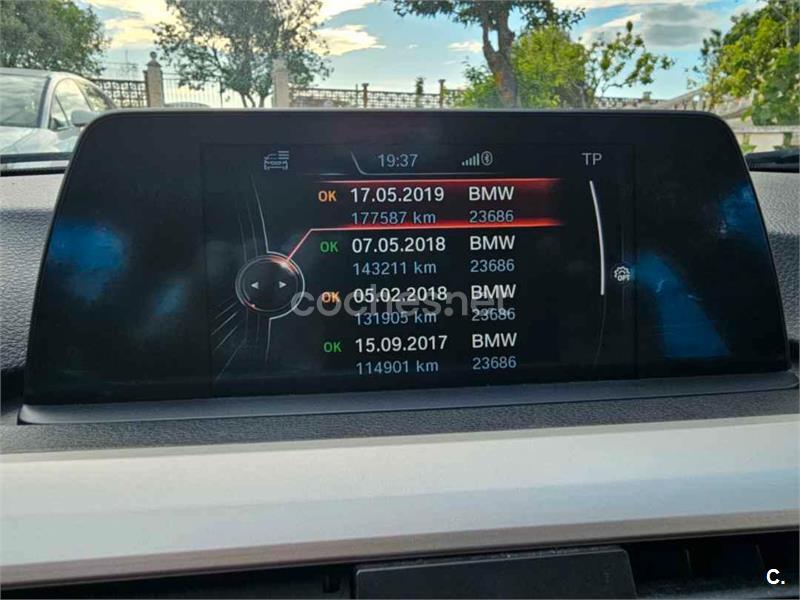 19:37 TP
OK 17.05.2019 BMW
177587 km 23686
OK 07.05.2018 BMW
143211 km 23686
OPT
coches.net
OK 05.02.2018 BMW
131905 km 23686
OK 15.09.2017 BMW
114901 km 23686
C.